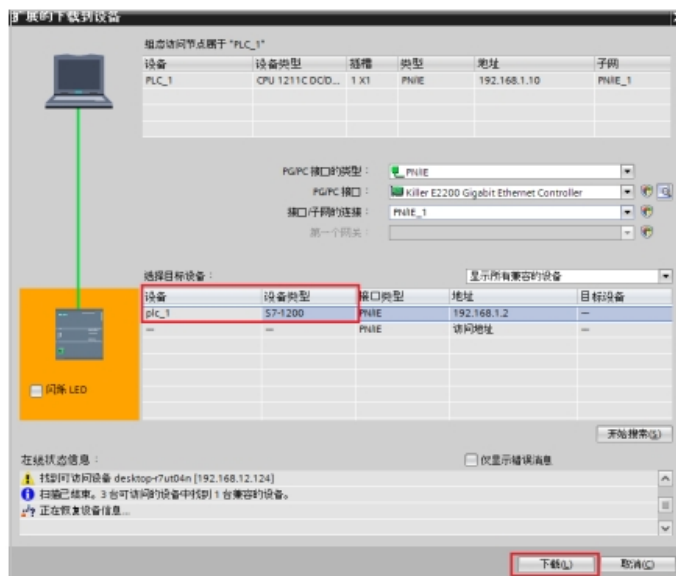 扩展的下载到设备
组态访问节点属于 "PLC_1"
设备 设备类型 插槽 类型 地址 子网
PLC_1 CPU 1211C DC/D... 1 X1 PN/IE 192.168.1.10 PN/IE_1
PG/PC 接口的类型： PN/IE
PG/PC 接口： Killer E2200 Gigabit Ethernet Controller
接口/子网的连接： PN/IE_1
第一个网关：
选择目标设备： 显示所有兼容的设备
设备 设备类型 接口类型 地址 目标设备
plc_1 S7-1200 PN/IE 192.168.1.2 —
— — PN/IE 访问地址 —
闪烁 LED
开始搜索(S)
在线状态信息： 仅显示错误消息
找到可访问设备 desktop-r7ut04n [192.168.12.124]
扫描已结束。3 台可访问的设备中找到 1 台兼容的设备。
正在恢复设备信息...
下载(L) 取消(C)